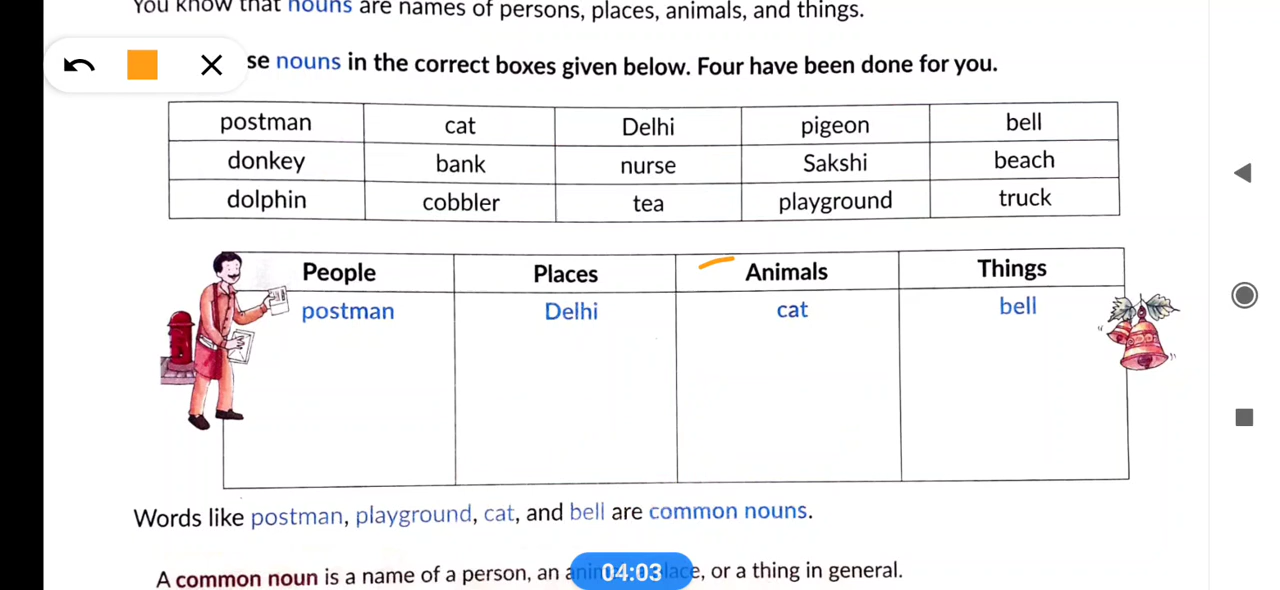 You know that nouns are names of persons, places, animals, and things.
se nouns in the correct boxes given below. Four have been done for you.
postman cat Delhi pigeon bell
donkey bank nurse Sakshi beach
dolphin cobbler tea playground truck
People Places Animals Things
postman Delhi cat bell
Words like postman, playground, cat, and bell are common nouns.
A common noun is a name of a person, an or a thing in general.
04:03